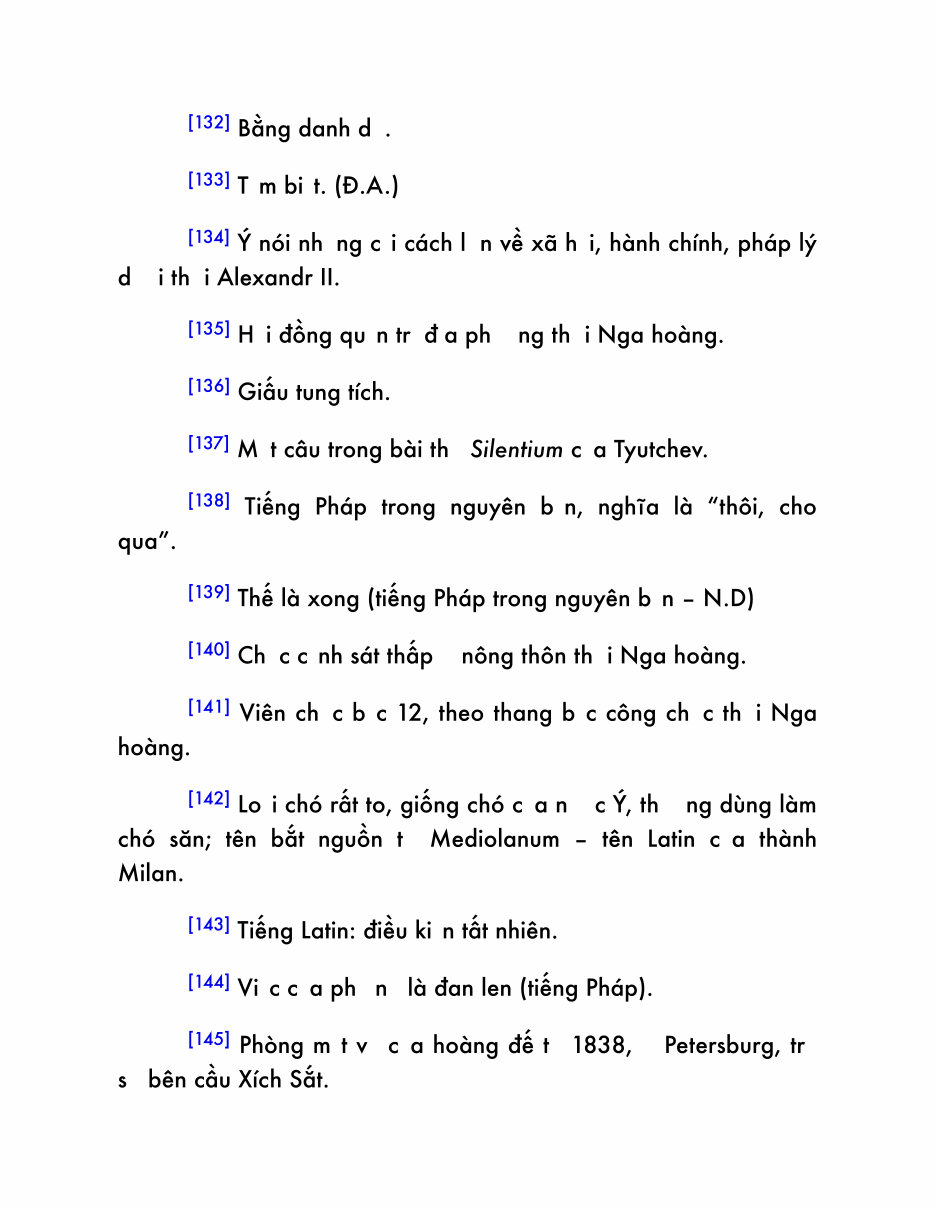 [132] Bằng danh d .
[133] T m bi t. (Đ.A.)
[134] Ý nói nh ng c i cách l n về xã h i, hành chính, pháp lý
d i th i Alexandr II.
[135] H i đồng qu n tr đ a ph ng th i Nga hoàng.
[136] Giấu tung tích.
[137] M t câu trong bài th Silentium c a Tyutchev.
[138] Tiếng Pháp trong nguyên b n, nghĩa là “thôi, cho
qua”.
[139] Thế là xong (tiếng Pháp trong nguyên b n – N.D)
[140] Ch c c nh sát thấp nông thôn th i Nga hoàng.
[141] Viên ch c b c 12, theo thang b c công ch c th i Nga
hoàng.
[142] Lo i chó rất to, giống chó c a n c Ý, th ng dùng làm
chó săn; tên bắt nguồn t Mediolanum – tên Latin c a thành
Milan.
[143] Tiếng Latin: điều ki n tất nhiên.
[144] Vi c c a ph n là đan len (tiếng Pháp).
[145] Phòng m t v c a hoàng đế t 1838, Petersburg, tr
s bên cầu Xích Sắt.